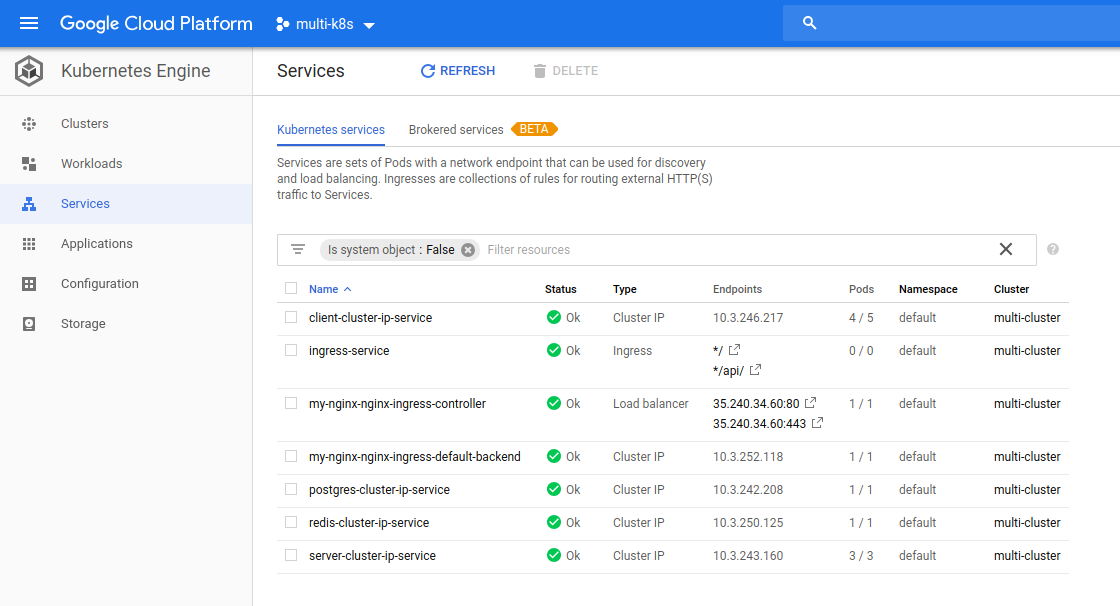 Google Cloud Platform multi-k8s
Kubernetes Engine
Services REFRESH DELETE
Clusters
Workloads
Services
Applications
Configuration
Storage
Kubernetes services Brokered services BETA
Services are sets of Pods with a network endpoint that can be used for discovery
and load balancing. Ingresses are collections of rules for routing external HTTP(S)
traffic to Services.
Is system object : False Filter resources
Name Status Type Endpoints Pods Namespace Cluster
client-cluster-ip-service Ok Cluster IP 10.3.246.217 4 / 5 default multi-cluster
ingress-service Ok Ingress */ 0 / 0 default multi-cluster
*/api/
my-nginx-nginx-ingress-controller Ok Load balancer 35.240.34.60:80 1 / 1 default multi-cluster
35.240.34.60:443
my-nginx-nginx-ingress-default-backend Ok Cluster IP 10.3.252.118 1 / 1 default multi-cluster
postgres-cluster-ip-service Ok Cluster IP 10.3.242.208 1 / 1 default multi-cluster
redis-cluster-ip-service Ok Cluster IP 10.3.250.125 1 / 1 default multi-cluster
server-cluster-ip-service Ok Cluster IP 10.3.243.160 3 / 3 default multi-cluster